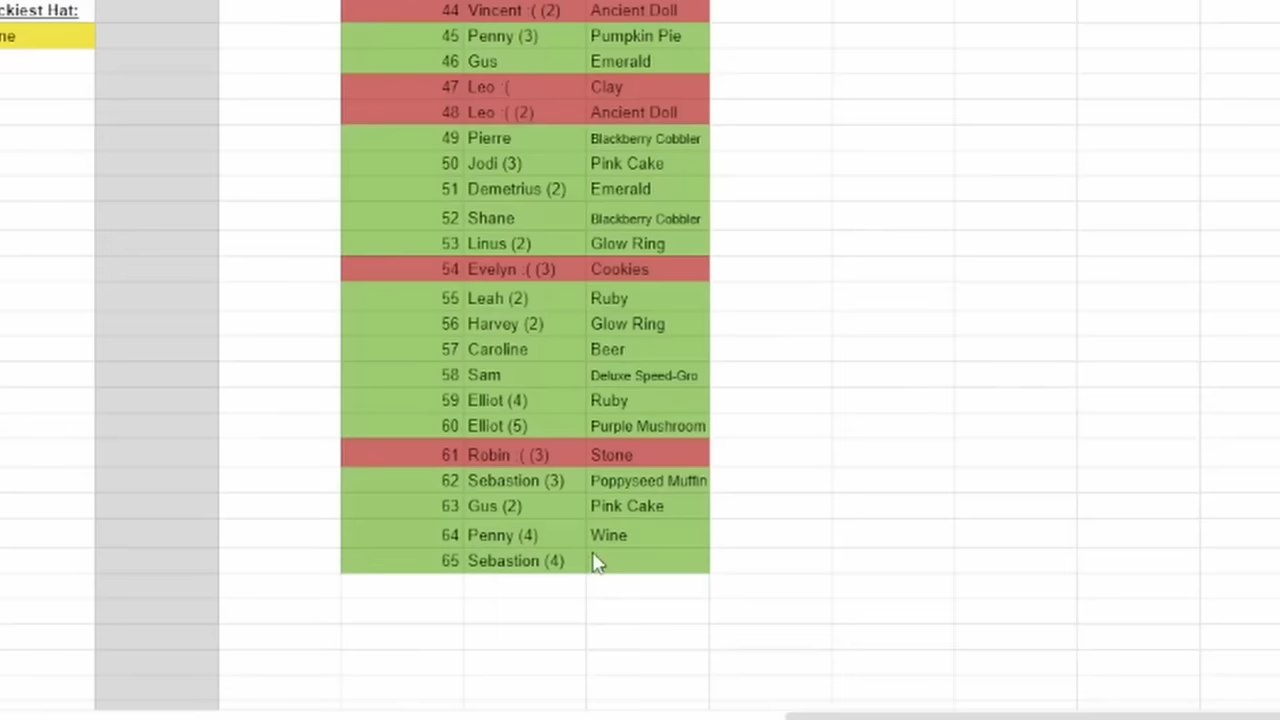 ckiest Hat:
ne
44 Vincent :( (2) Ancient Doll
45 Penny (3) Pumpkin Pie
46 Gus Emerald
47 Leo :( Clay
48 Leo :( (2) Ancient Doll
49 Pierre Blackberry Cobbler
50 Jodi (3) Pink Cake
51 Demetrius (2) Emerald
52 Shane Blackberry Cobbler
53 Linus (2) Glow Ring
54 Evelyn :( (3) Cookies
55 Leah (2) Ruby
56 Harvey (2) Glow Ring
57 Caroline Beer
58 Sam Deluxe Speed-Gro
59 Elliot (4) Ruby
60 Elliot (5) Purple Mushroom
61 Robin :( (3) Stone
62 Sebastion (3) Poppyseed Muffin
63 Gus (2) Pink Cake
64 Penny (4) Wine
65 Sebastion (4)